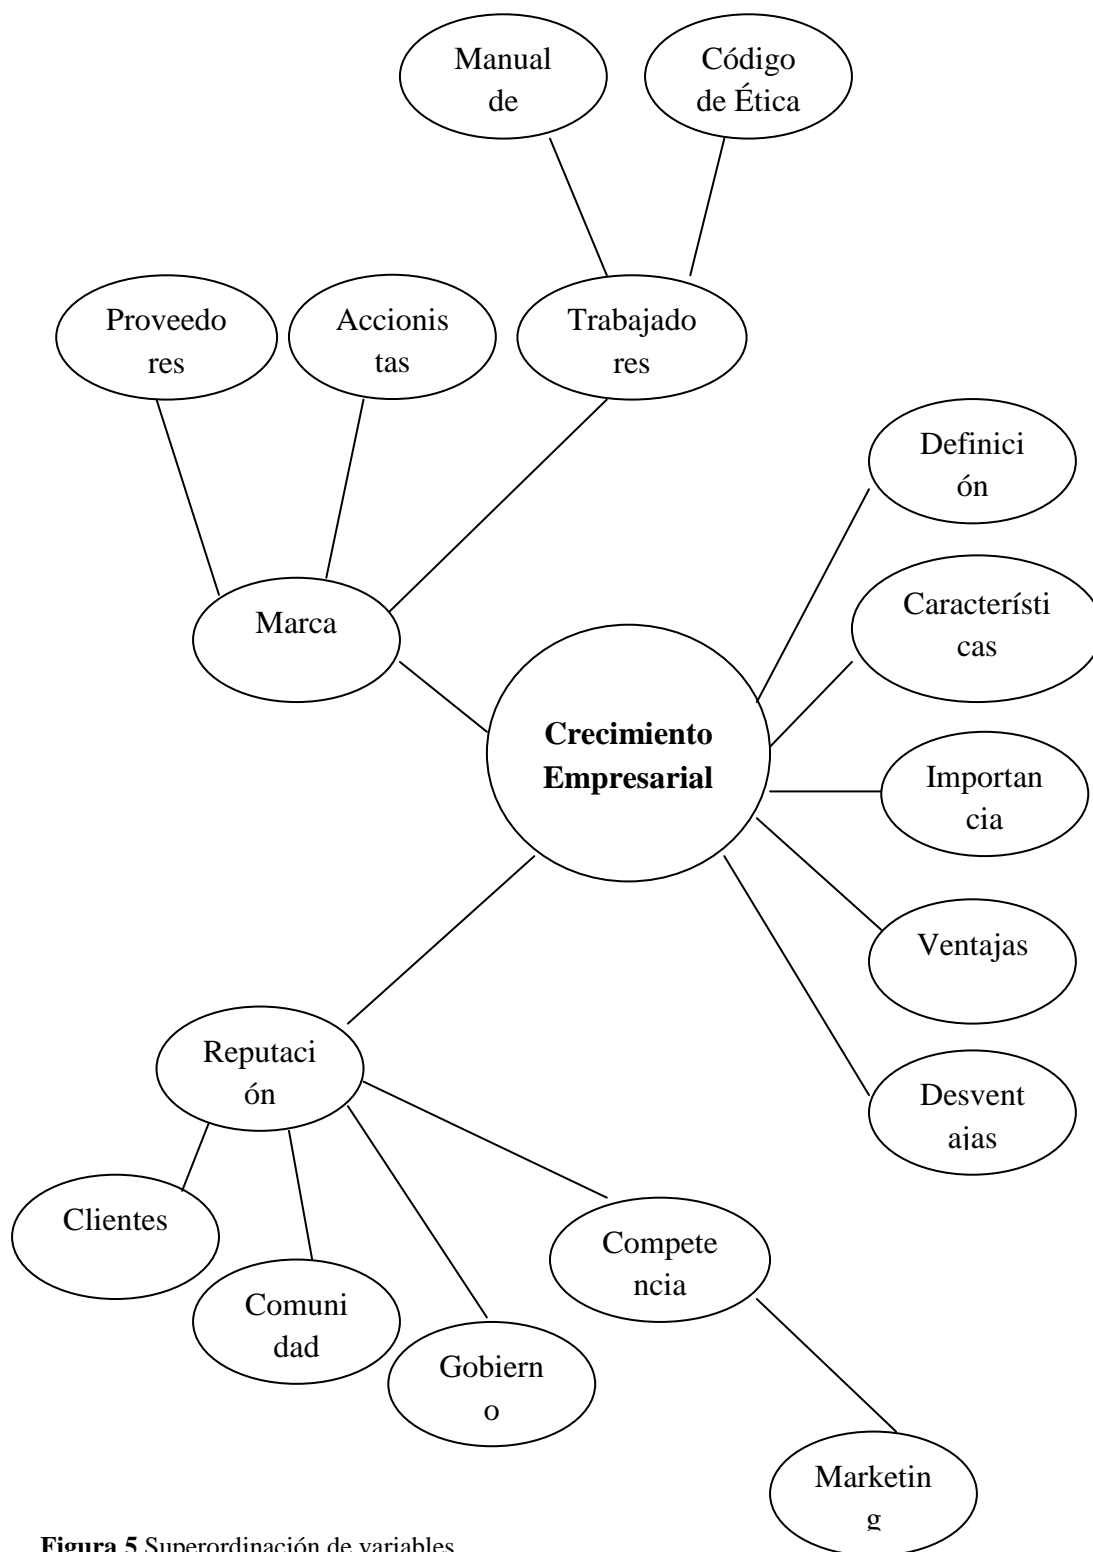 Manual
de
Código
de Ética
Proveedo
res
Accionis
tas
Trabajado
res
Definici
ón
Característi
cas
Marca
Crecimiento
Empresarial
Importan
cia
Ventajas
Reputaci
ón
Desvent
ajas
Clientes
Compete
ncia
Comuni
dad
Gobiern
o
Marketin
g
Figura 5 Superordinación de variables